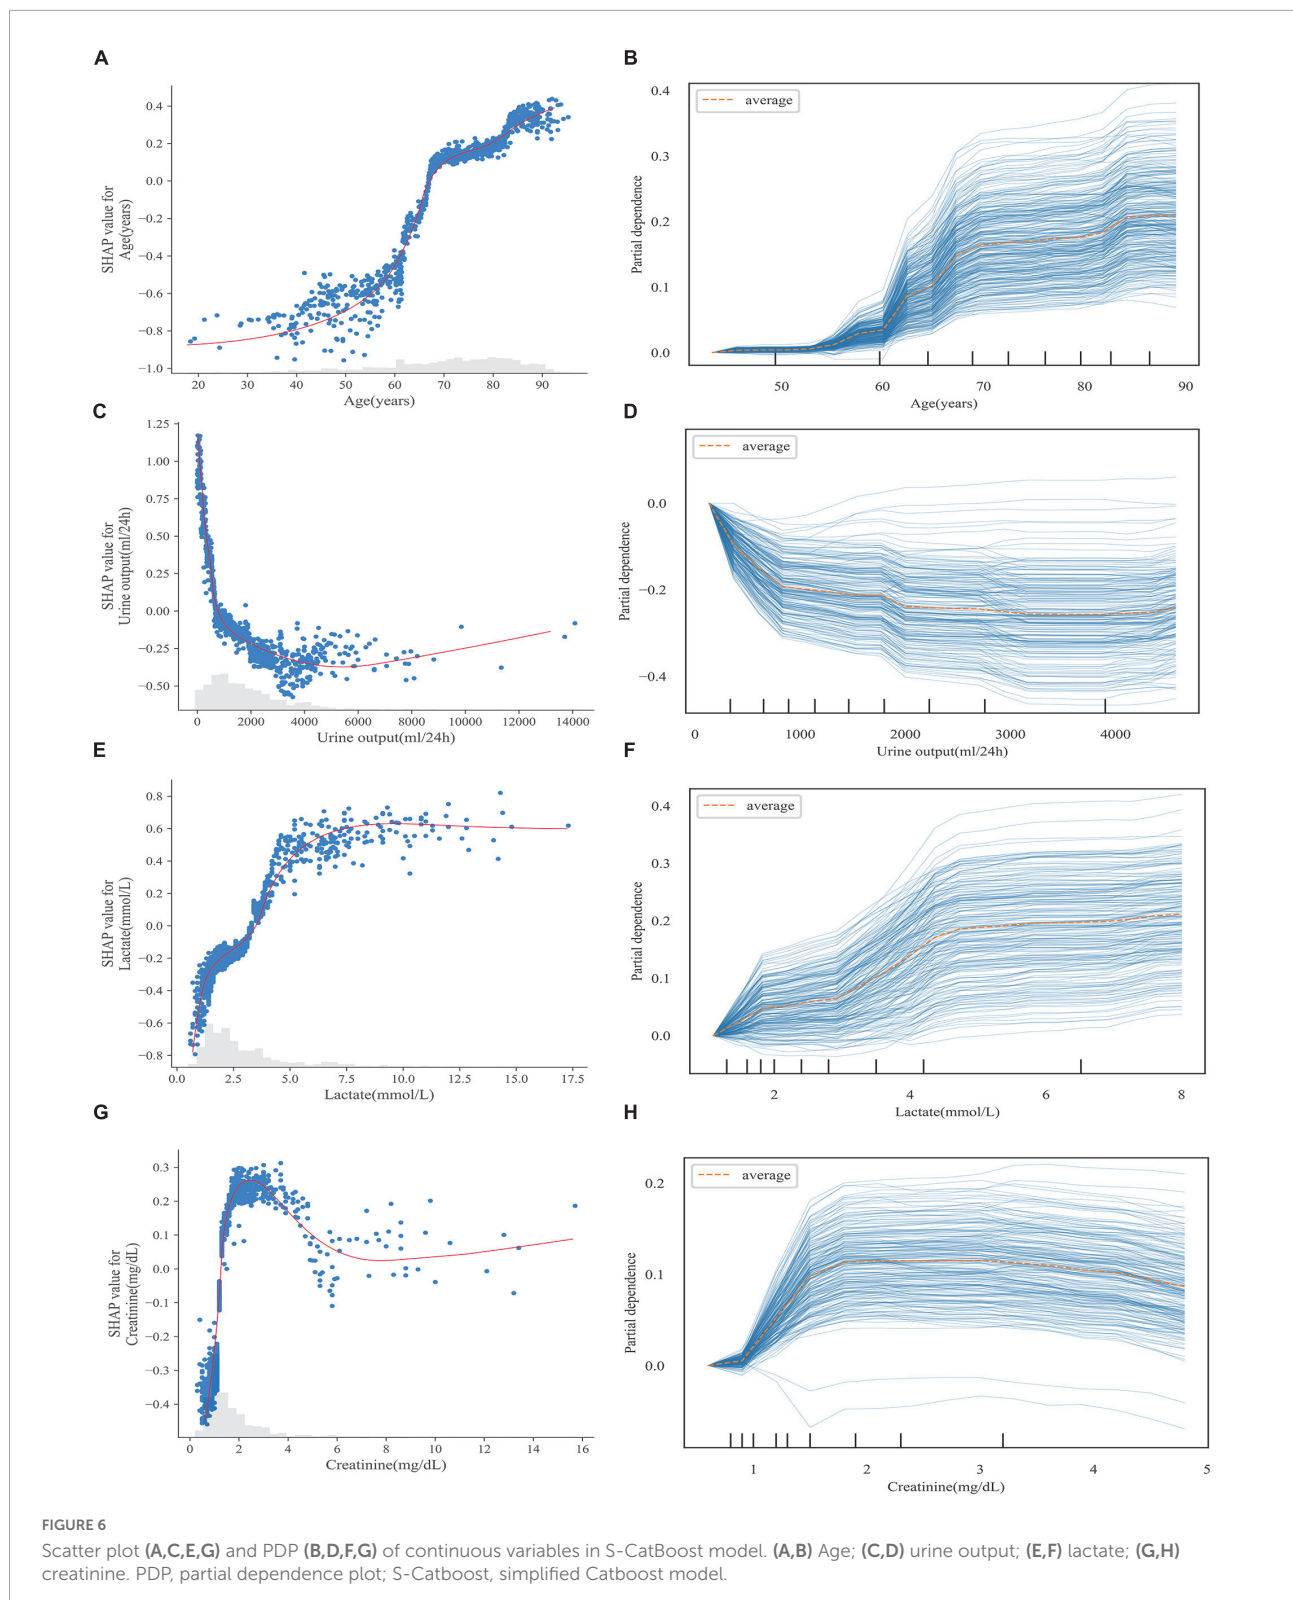 A
SHAP value for
Age(years)
0.4
0.2
0.0
−0.2
−0.4
−0.6
−0.8
−1.0
20 30 40 50 60 70 80 90
Age(years)
B
average
Partial dependence
0.4
0.3
0.2
0.1
0.0
50 60 70 80 90
Age(years)
C
SHAP value for
Urine output(ml/24h)
1.25
1.00
0.75
0.50
0.25
0.00
−0.25
−0.50
0 2000 4000 6000 8000 10000 12000 14000
Urine output(ml/24h)
D
average
Partial dependence
0.0
−0.2
−0.4
0 1000 2000 3000 4000
Urine output(ml/24h)
E
SHAP value for
Lactate(mmol/L)
0.8
0.6
0.4
0.2
0.0
−0.2
−0.4
−0.6
−0.8
0.0 2.5 5.0 7.5 10.0 12.5 15.0 17.5
Lactate(mmol/L)
F
average
Partial dependence
0.4
0.3
0.2
0.1
0.0
2 4 6 8
Lactate(mmol/L)
G
SHAP value for
Creatinine(mg/dL)
0.3
0.2
0.1
0.0
−0.1
−0.2
−0.3
−0.4
0 2 4 6 8 10 12 14 16
Creatinine(mg/dL)
H
average
Partial dependence
0.2
0.1
0.0
1 2 3 4 5
Creatinine(mg/dL)
FIGURE 6
Scatter plot (A,C,E,G) and PDP (B,D,F,G) of continuous variables in S-CatBoost model. (A,B) Age; (C,D) urine output; (E,F) lactate; (G,H)
creatinine. PDP, partial dependence plot; S-Catboost, simplified Catboost model.